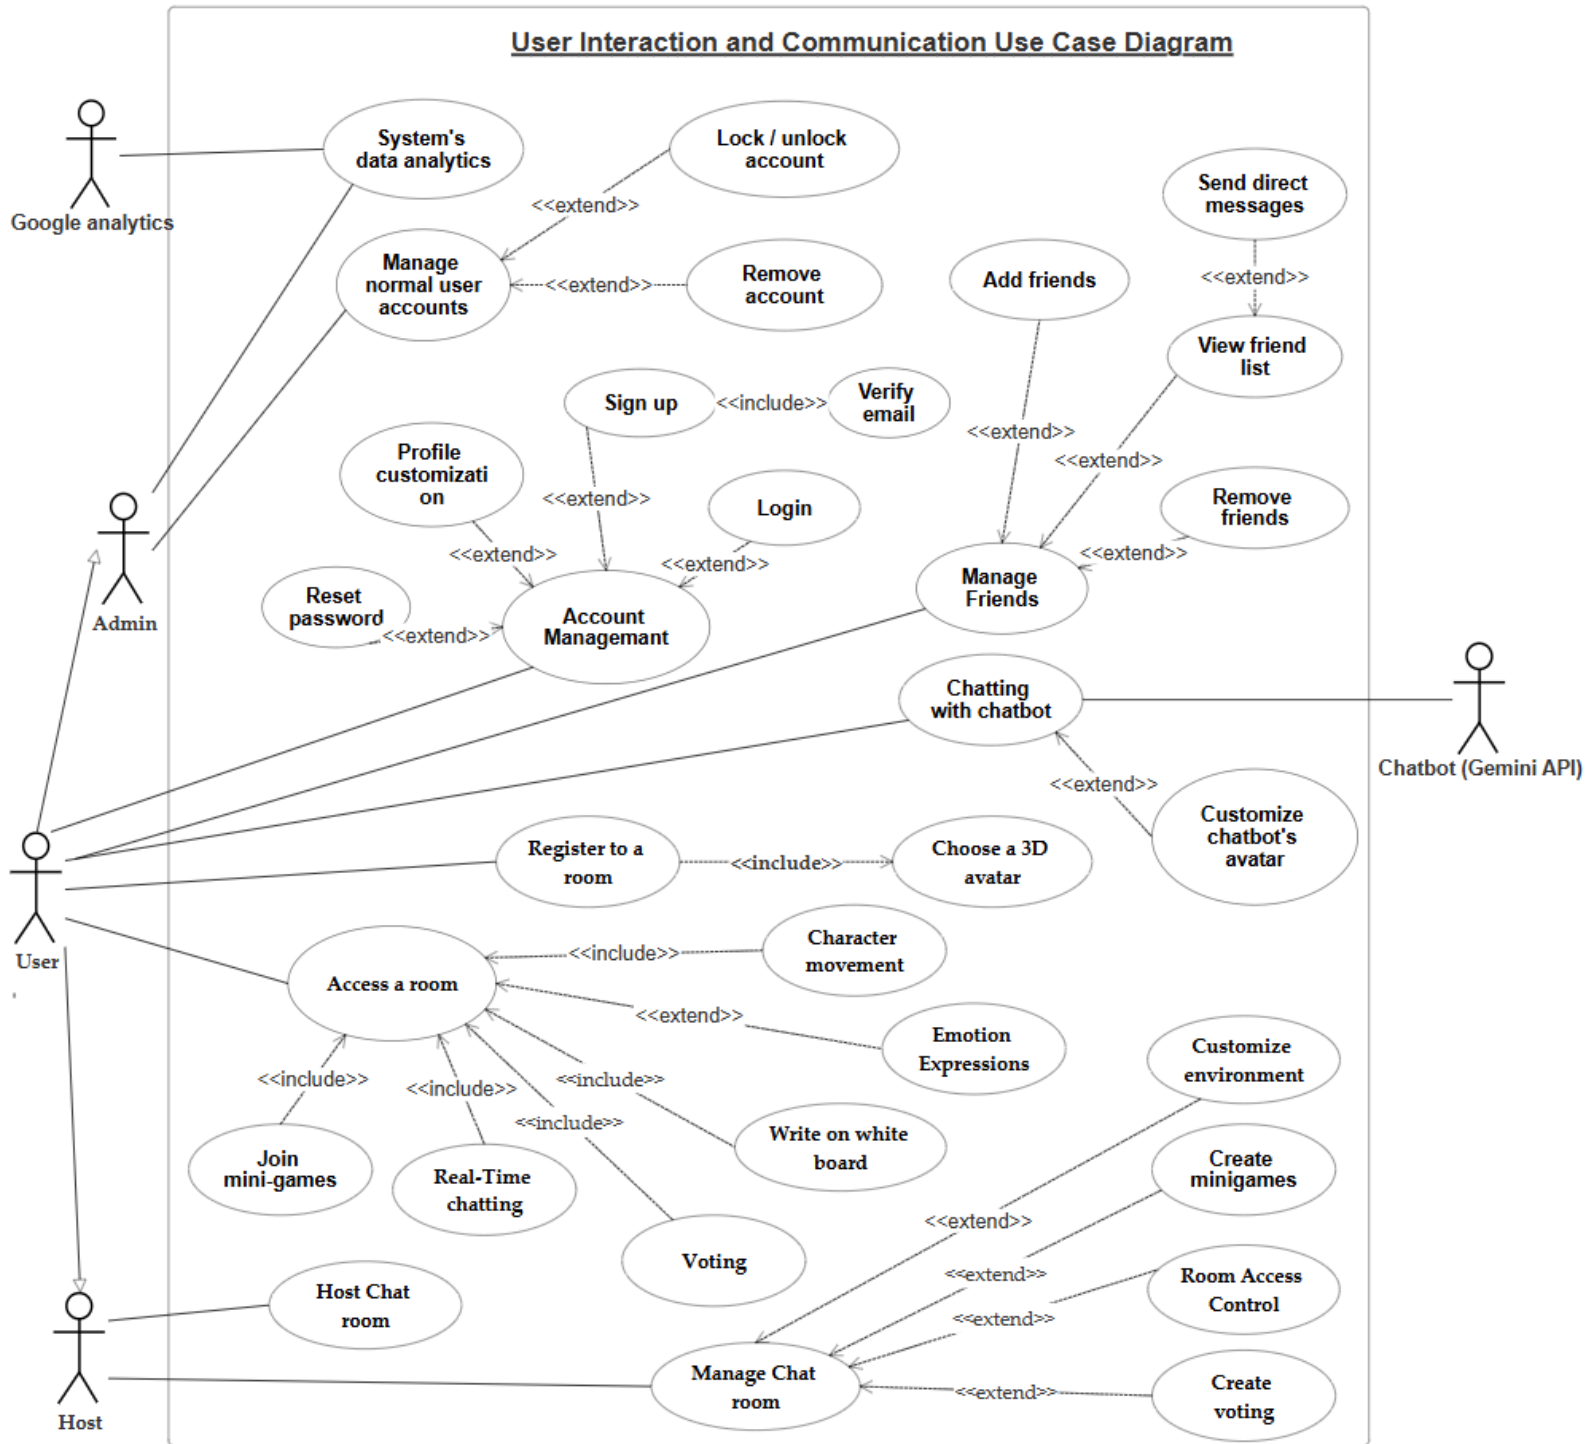 User Interaction and Communication Use Case Diagram
Google analytics
System's
data analytics
Lock / unlock
account
<<extend>>
Manage
normal user
accounts
<<extend>>
Remove
account
Add friends
Send direct
messages
<<extend>>
View friend
list
<<extend>>
<<extend>>
Remove
friends
<<extend>>
Manage
Friends
Sign up
<<include>>
Verify
email
Profile
customizati
on
<<extend>>
<<extend>>
Login
<<extend>>
Reset
password
<<extend>>
Account
Managemant
Admin
Chatting
with chatbot
Chatbot (Gemini API)
<<extend>>
Customize
chatbot's
avatar
Register to a
room
<<include>>
Choose a 3D
avatar
User
Access a room
<<include>>
Character
movement
<<extend>>
Emotion
Expressions
<<include>>
<<include>>
<<include>>
<<include>>
Join
mini-games
Real-Time
chatting
Write on white
board
Voting
Customize
environment
Create
minigames
<<extend>>
<<extend>>
Room Access
Control
<<extend>>
Host Chat
room
Manage Chat
room
<<extend>>
Create
voting
Host